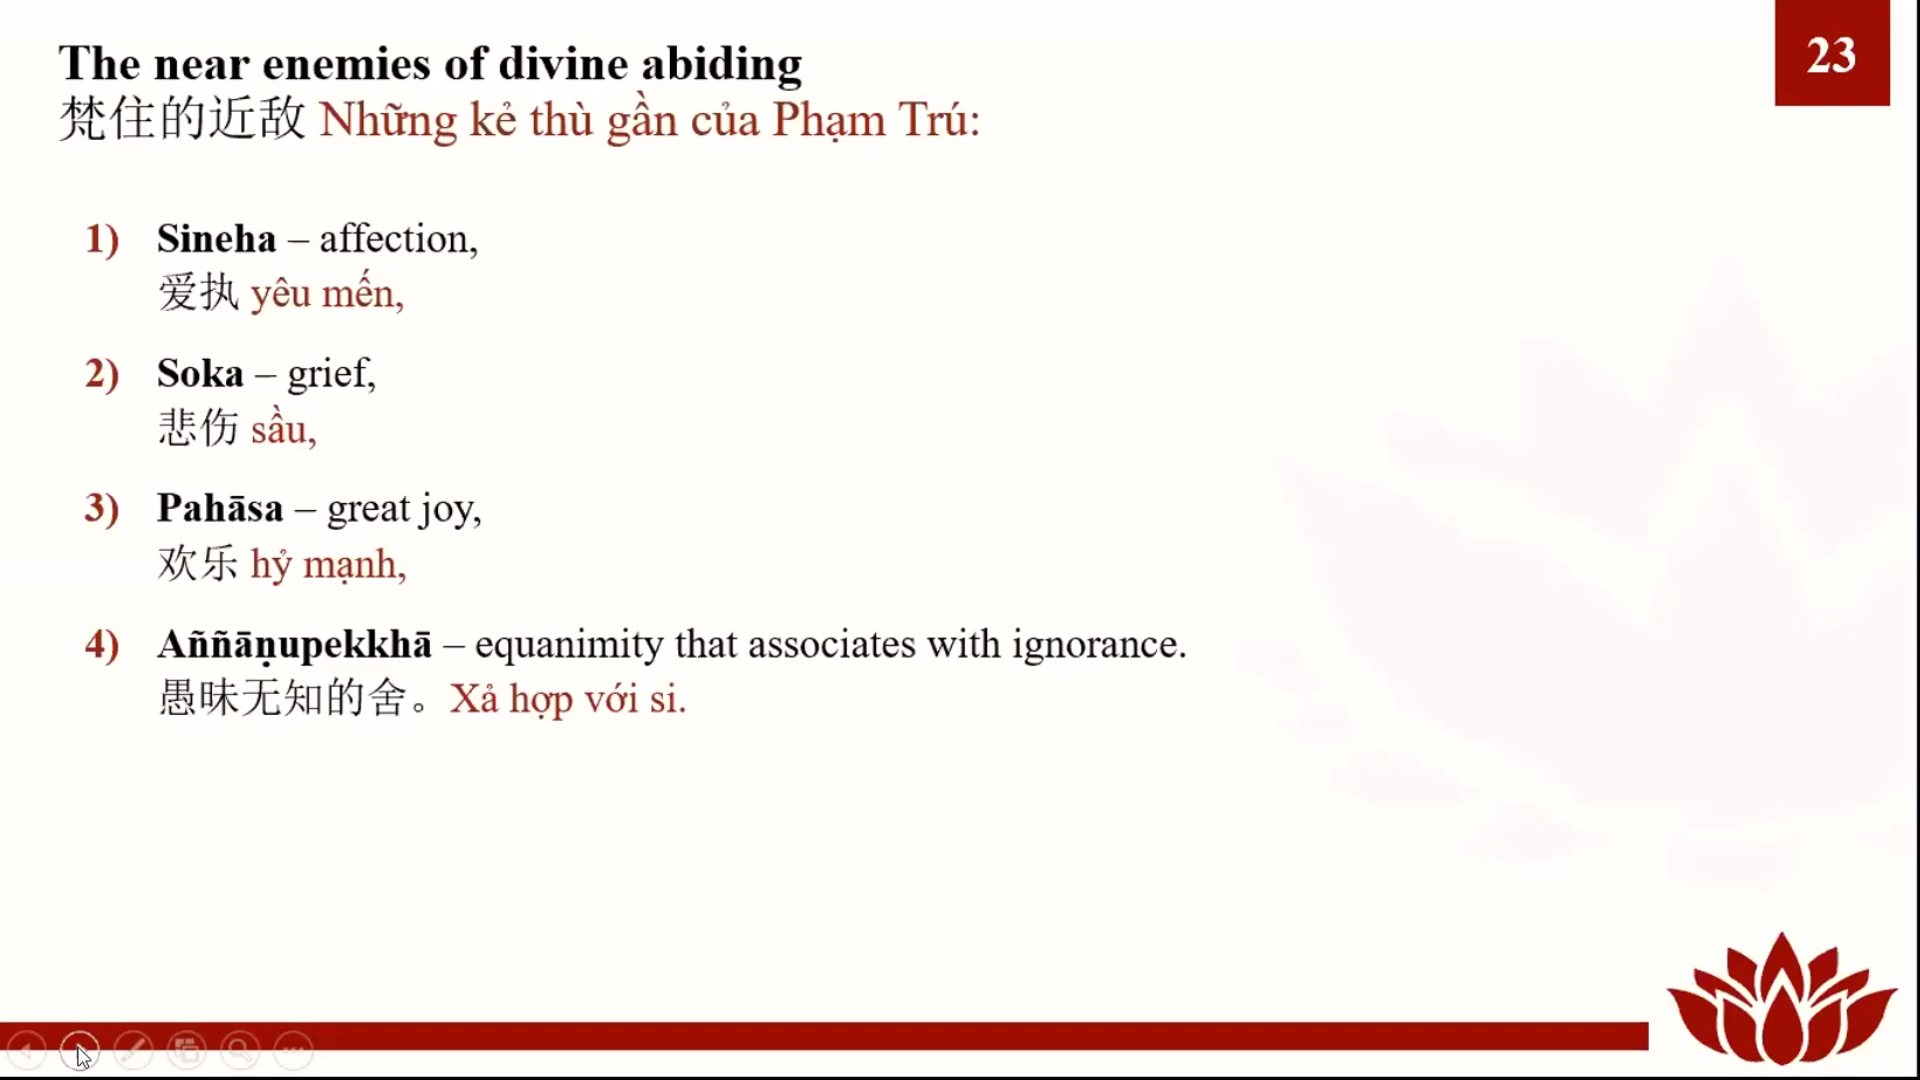 The near enemies of divine abiding
23
梵住的近敌 Những kẻ thù gần của Phạm Trú:
1) Sineha – affection,
爱执 yêu mến,
2) Soka – grief,
悲伤 sầu,
3) Pahāsa – great joy,
欢乐 hỷ mạnh,
4) Aññāṇupekkhā – equanimity that associates with ignorance.
愚昧无知的舍。Xả hợp với si.